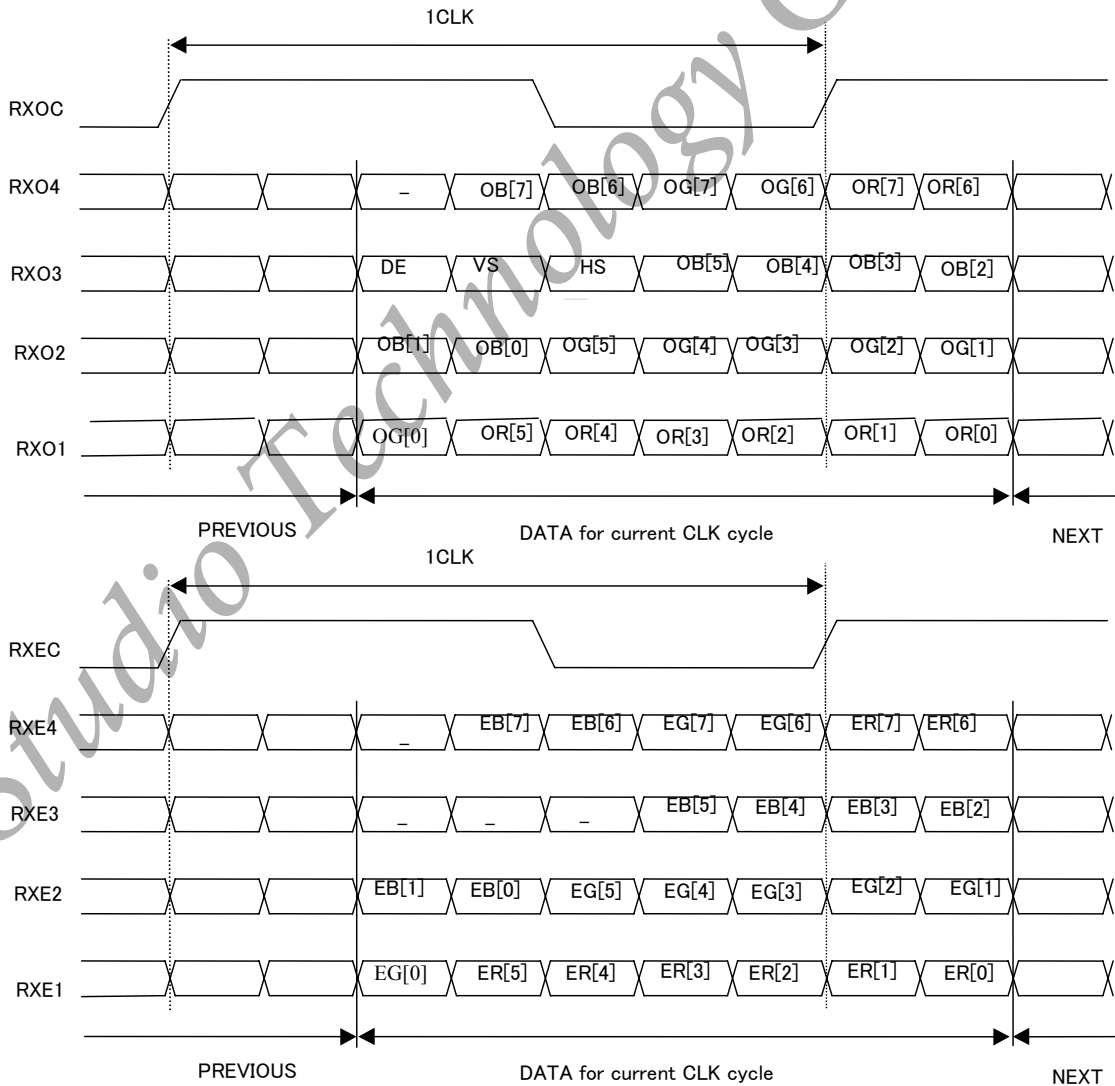 1CLK
RXOC
RXO4 - OB[7] OB[6] OG[7] OG[6] OR[7] OR[6]
RXO3 DE VS HS OB[5] OB[4] OB[3] OB[2]
RXO2 OB[1] OB[0] OG[5] OG[4] OG[3] OG[2] OG[1]
RXO1 OG[0] OR[5] OR[4] OR[3] OR[2] OR[1] OR[0]
PREVIOUS DATA for current CLK cycle NEXT
1CLK
RXEC
RXE4 - EB[7] EB[6] EG[7] EG[6] ER[7] ER[6]
RXE3 - - - EB[5] EB[4] EB[3] EB[2]
RXE2 EB[1] EB[0] EG[5] EG[4] EG[3] EG[2] EG[1]
RXE1 EG[0] ER[5] ER[4] ER[3] ER[2] ER[1] ER[0]
PREVIOUS DATA for current CLK cycle NEXT
Studio Technology C